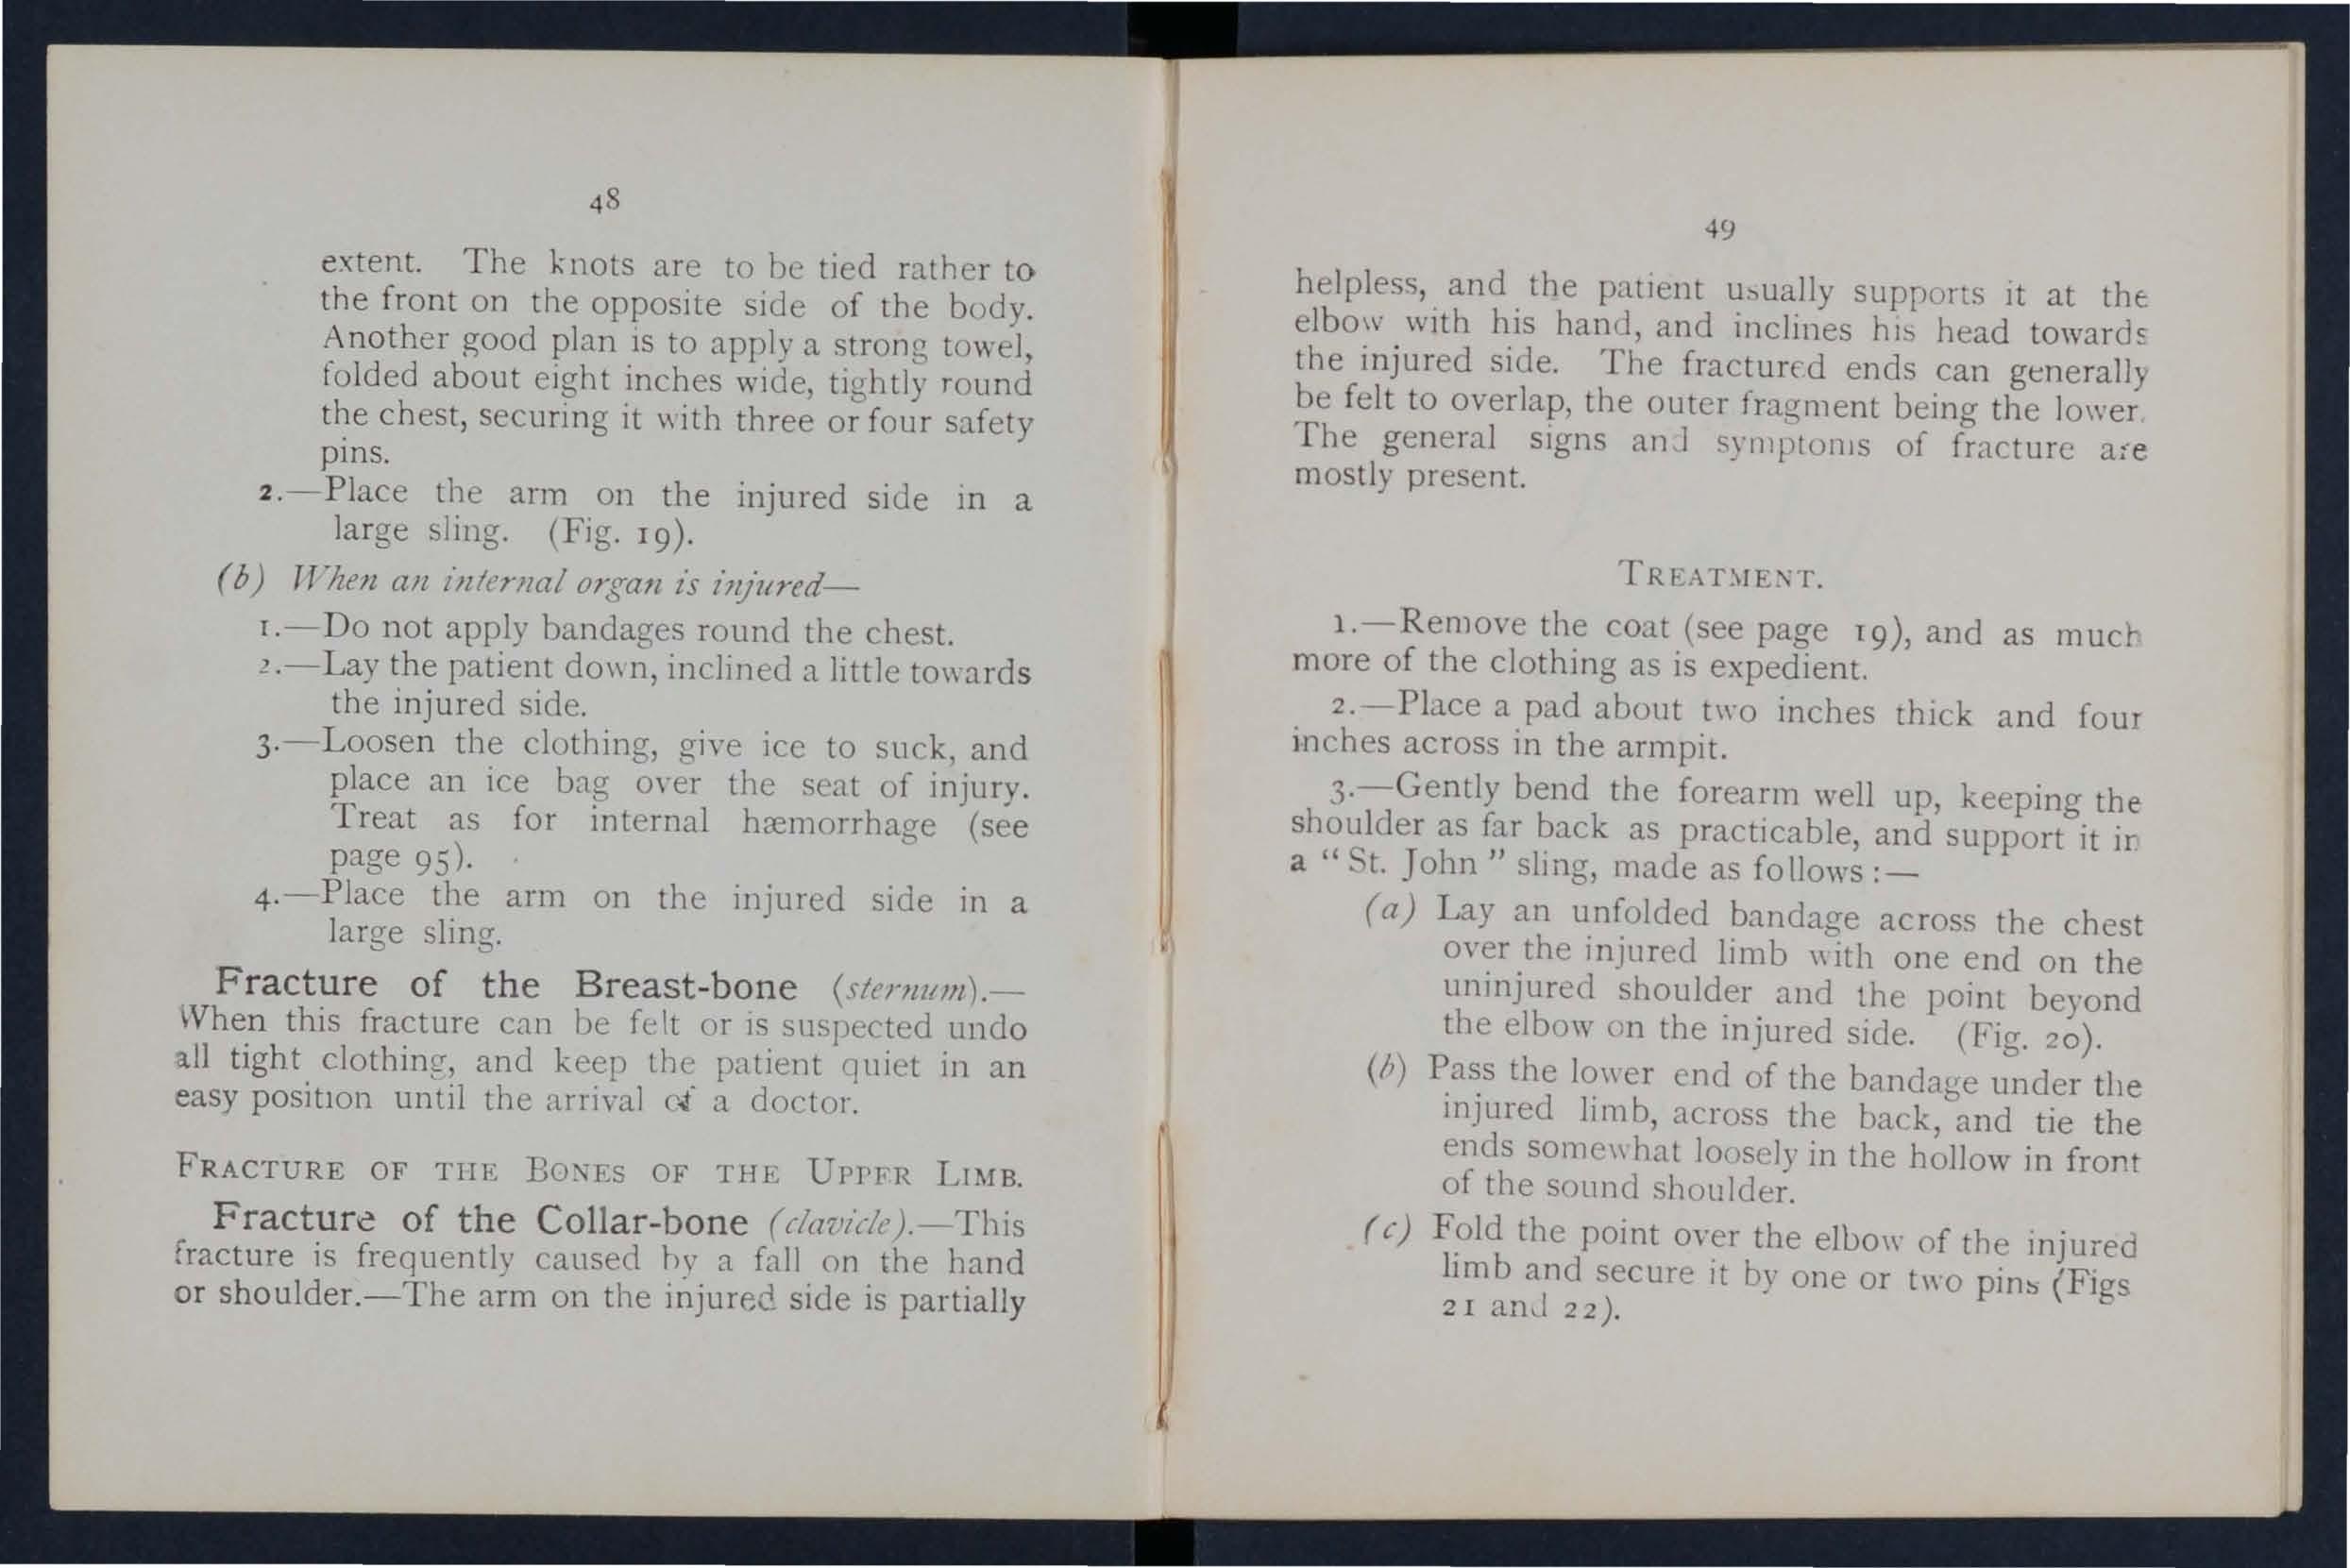 48
extent. The knots are to be tied rather to
the front on the opposite side of the body.
Another good plan is to apply a strong towel,
folded about eight inches wide, tightly round
the chest, securing it with three or four safety
pins.
2.—Place the arm on the injured side in a
large sling. (Fig. 19).
(b) When an internal organ is injured—
1.—Do not apply bandages round the chest.
2.—Lay the patient down, inclined a little towards
the injured side.
3.—Loosen the clothing, give ice to suck, and
place an ice bag over the seat of injury.
Treat as for internal hæmorrhage (see
page 95).
4.—Place the arm on the injured side in a
large sling.
Fracture of the Breast-bone (sternum).—
When this fracture can be felt or is suspected undo
all tight clothing, and keep the patient quiet in an
easy position until the arrival of a doctor.
FRACTURE OF THE BONES OF THE UPPER LIMB.
Fracture of the Collar-bone (clavicle).—This
fracture is frequently caused by a fall on the hand
or shoulder.—The arm on the injured side is partially
49
helpless, and the patient usually supports it at the
elbow with his hand, and inclines his head towards
the injured side. The fractured ends can generally
be felt to overlap, the outer fragment being the lower.
The general signs and symptoms of fracture are
mostly present.
TREATMENT.
1.—Remove the coat (see page 19), and as much
more of the clothing as is expedient.
2.—Place a pad about two inches thick and four
inches across in the armpit.
3.—Gently bend the forearm well up, keeping the
shoulder as far back as practicable, and support it in
a "St. John" sling, made as follows:—
(a) Lay an unfolded bandage across the chest
over the injured limb with one end on the
uninjured shoulder and the point beyond
the elbow on the injured side. (Fig. 20).
(b) Pass the lower end of the bandage under the
injured limb, across the back, and tie the
ends somewhat loosely in the hollow in front
of the sound shoulder.
(c) Fold the point over the elbow of the injured
limb and secure it by one or two pins (Figs
21 and 22).